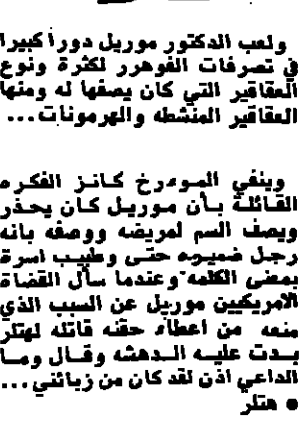 ولعب الدكتور موريل دوراً كبيرا
في تصرفات الفوهرر لكثرة ونوع
العقاقير التي كان يصفها له ومنها
العقاقير المنشطه والهرمونات...
وينفي الموءرخ كانز الفكره
القائلة بأن موريل كان يحذر
ويصف السم لمريضه ووصفه بانه
رجل ضميره حتى وطبيب اسرة
بمعنى الكلمه وعندما سأل القضاة
الامريكيين موريل عن السبب الذي
منعه من اعطاء حقنه قاتله لهتلر
بدت عليه الدهشه وقال وما
الداعي اذن لقد كان من زبائني...
● هتلر